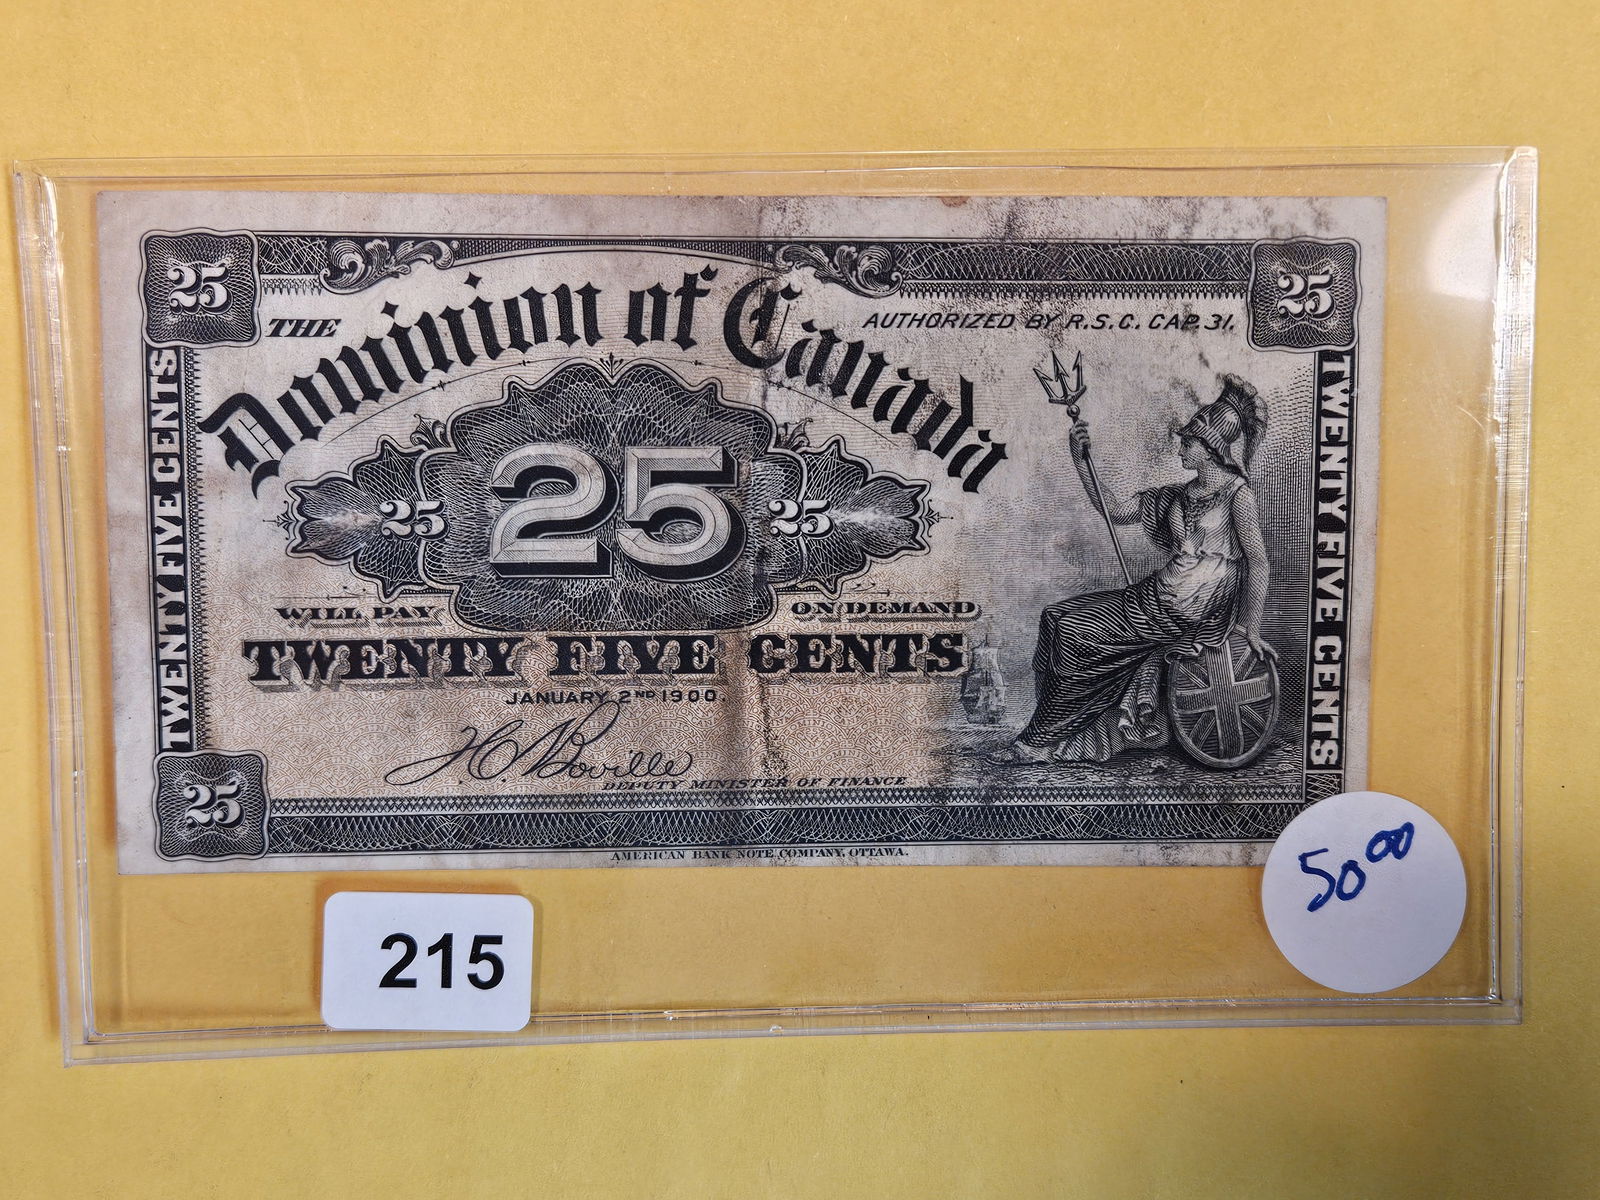 25
25
THE
Dominion of Canada
AUTHORIZED BY R.S.C. CAP. 31.
TWENTY FIVE CENTS
TWENTY FIVE CENTS
25
25
25
WILL PAY
ON DEMAND
TWENTY FIVE CENTS
JANUARY 2ND 1900.
J.C. Boville
DEPUTY MINISTER OF FINANCE
25
AMERICAN BANK NOTE COMPANY, OTTAWA.
50 00
215